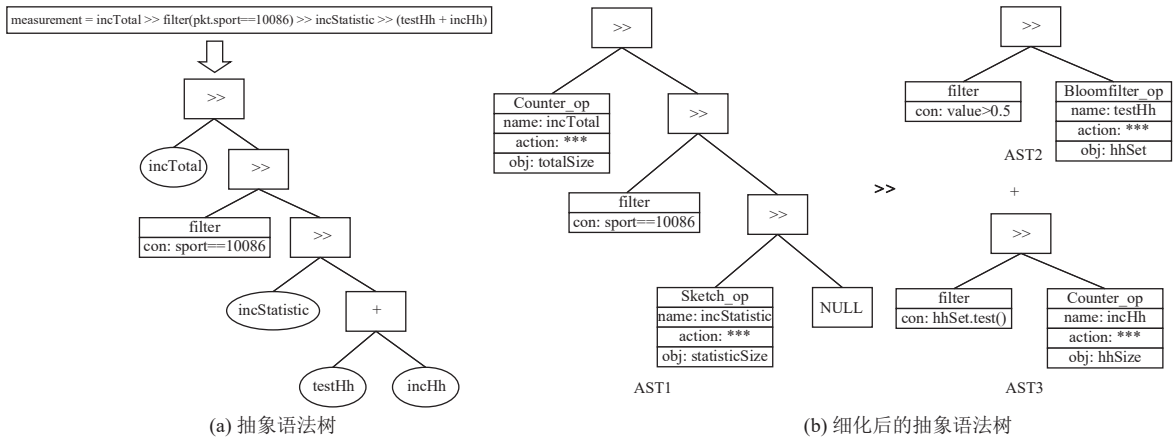 measurement = incTotal >> filter(pkt.sport==10086) >> incStatistic >> (testHh + incHh)
>>
incTotal
>>
filter
con: sport==10086
>>
incStatistic
+
testHh
incHh
(a) 抽象语法树
>>
Counter_op
name: incTotal
action: ***
obj: totalSize
>>
filter
con: sport==10086
>>
Sketch_op
name: incStatistic
action: ***
obj: statisticSize
NULL
AST1
>>
>>
filter
con: value>0.5
Bloomfilter_op
name: testHh
action: ***
obj: hhSet
AST2
+
>>
filter
con: hhSet.test()
Counter_op
name: incHh
action: ***
obj: hhSize
AST3
(b) 细化后的抽象语法树